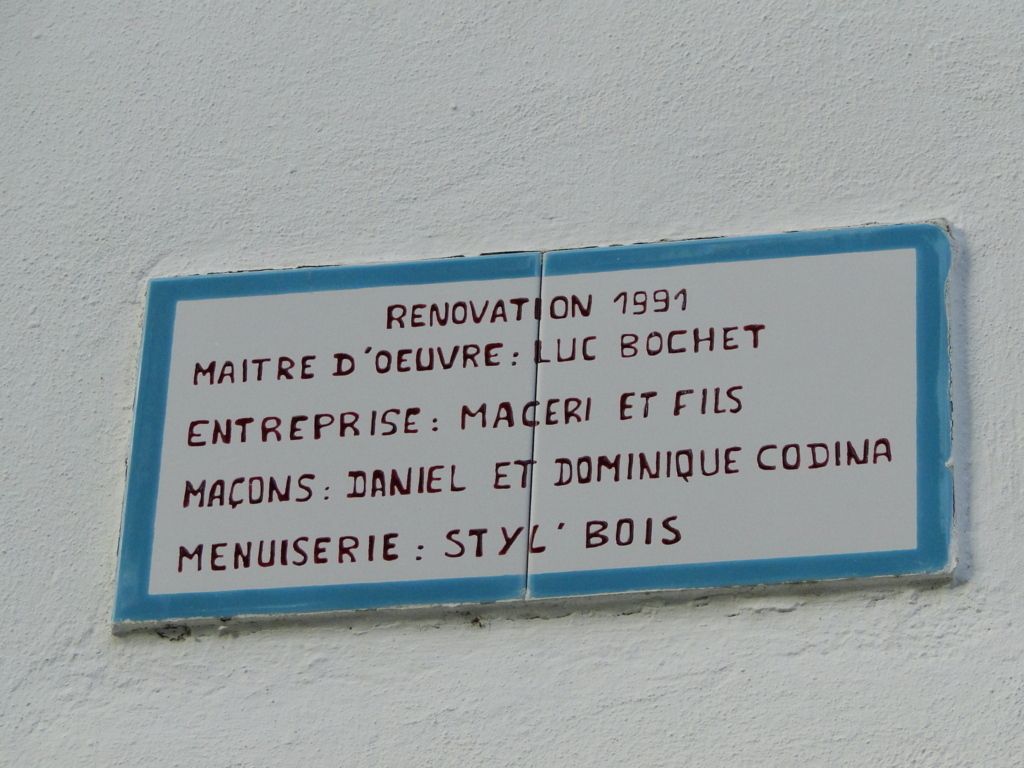 RENOVATION 1991
MAITRE D'OEUVRE: LUC BOCHET
ENTREPRISE: MACERI ET FILS
MAÇONS: DANIEL ET DOMINIQUE CODINA
MENUISERIE: STYL' BOIS